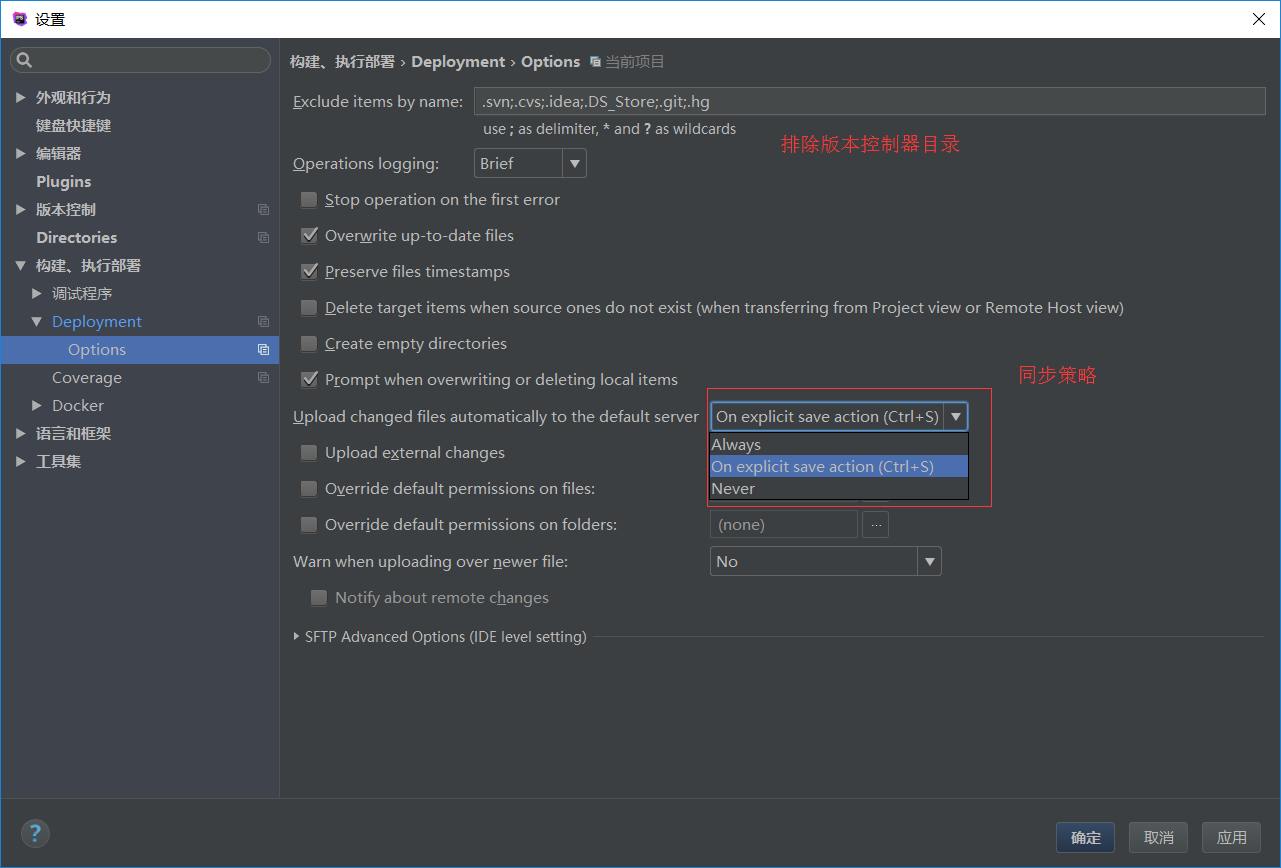 设置
外观和行为
键盘快捷键
编辑器
Plugins
版本控制
Directories
构建、执行部署
调试程序
Deployment
Options
Coverage
Docker
语言和框架
工具集
构建、执行部署 › Deployment › Options 当前项目
Exclude items by name: .svn;.cvs;.idea;.DS_Store;.git;.hg
use ; as delimiter, * and ? as wildcards
排除版本控制器目录
Operations logging: Brief
Stop operation on the first error
Overwrite up-to-date files
Preserve files timestamps
Delete target items when source ones do not exist (when transferring from Project view or Remote Host view)
Create empty directories
Prompt when overwriting or deleting local items
同步策略
Upload changed files automatically to the default server On explicit save action (Ctrl+S)
Always
On explicit save action (Ctrl+S)
Never
Upload external changes
Override default permissions on files:
Override default permissions on folders: (none) ...
Warn when uploading over newer file: No
Notify about remote changes
SFTP Advanced Options (IDE level setting)
?
确定 取消 应用